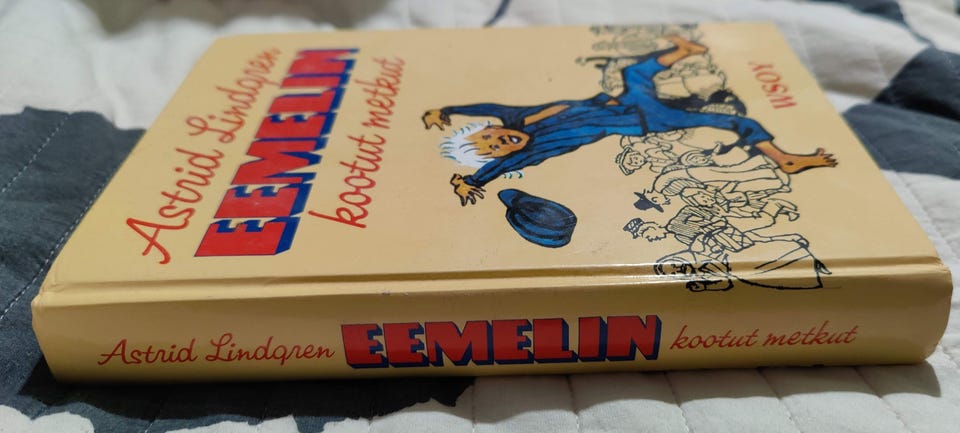 Astrid Lindgren
EEMELIN
kootut metkut
WSOY
Astrid Lindgren EEMELIN kootut metkut